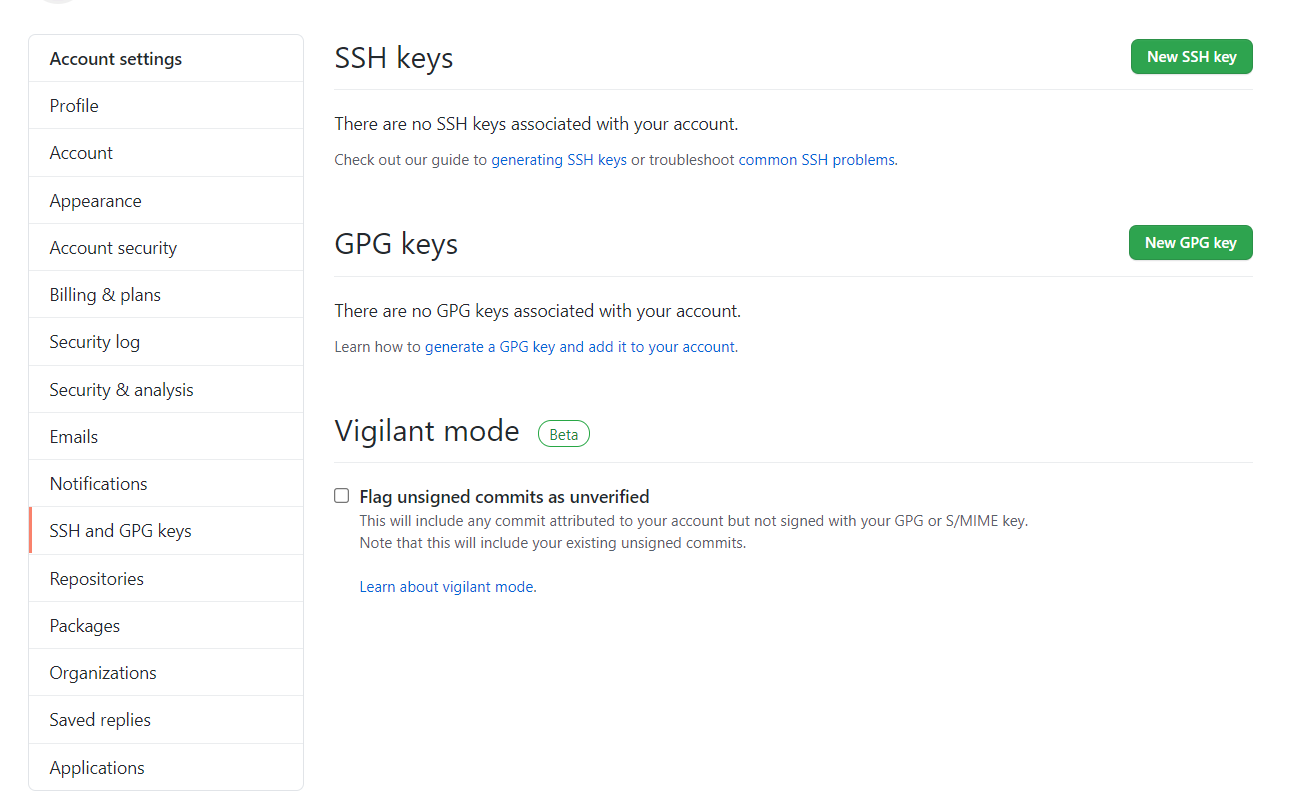 Account settings
Profile
Account
Appearance
Account security
Billing & plans
Security log
Security & analysis
Emails
Notifications
SSH and GPG keys
Repositories
Packages
Organizations
Saved replies
Applications
SSH keys
New SSH key
There are no SSH keys associated with your account.
Check out our guide to generating SSH keys or troubleshoot common SSH problems.
GPG keys
New GPG key
There are no GPG keys associated with your account.
Learn how to generate a GPG key and add it to your account.
Vigilant mode Beta
Flag unsigned commits as unverified
This will include any commit attributed to your account but not signed with your GPG or S/MIME key.
Note that this will include your existing unsigned commits.
Learn about vigilant mode.